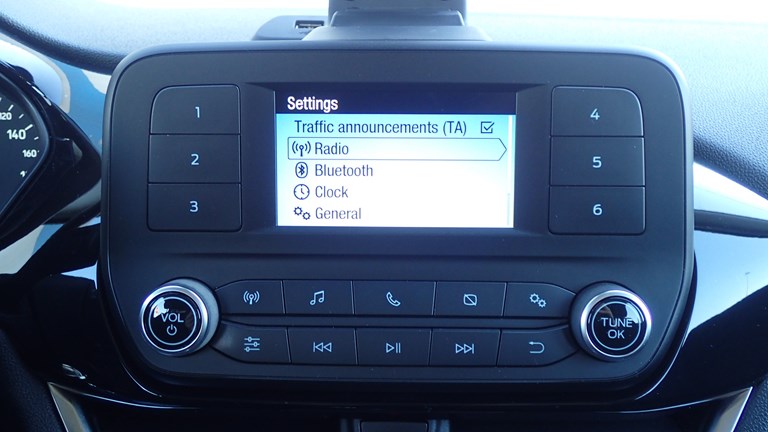 Settings
Traffic announcements (TA)
Radio
Bluetooth
Clock
General
1
2
3
4
5
6
VOL
TUNE
OK
120
140
160